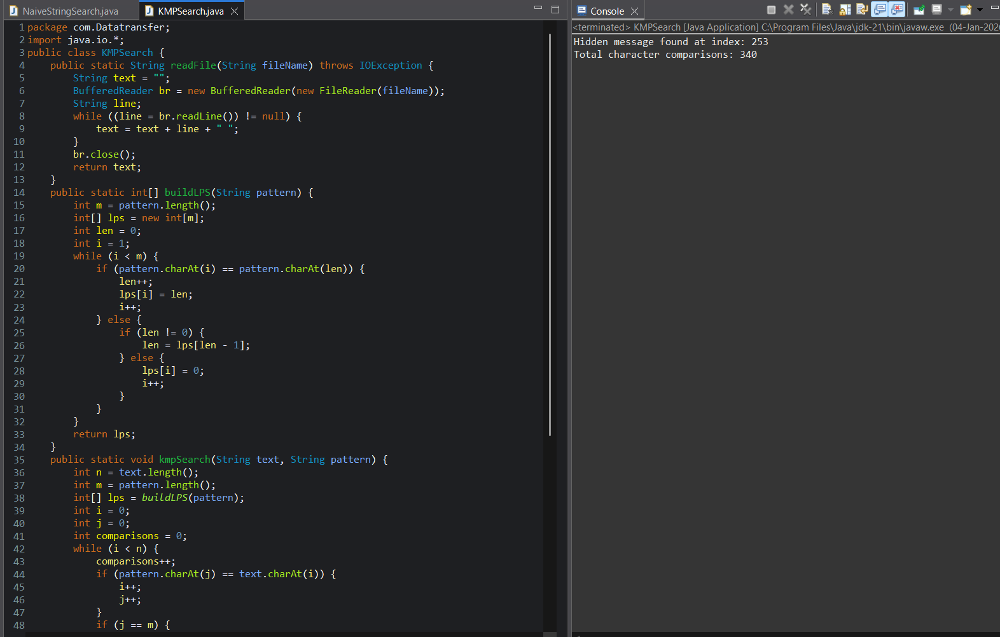 NaiveStringSearch.java
KMPSearch.java
1 package com.Datatransfer;
2 import java.io.*;
3 public class KMPSearch {
4     public static String readFile(String fileName) throws IOException {
5         String text = "";
6         BufferedReader br = new BufferedReader(new FileReader(fileName));
7         String line;
8         while ((line = br.readLine()) != null) {
9             text = text + line + " ";
10         }
11         br.close();
12         return text;
13     }
14     public static int[] buildLPS(String pattern) {
15         int m = pattern.length();
16         int[] lps = new int[m];
17         int len = 0;
18         int i = 1;
19         while (i < m) {
20             if (pattern.charAt(i) == pattern.charAt(len)) {
21                 len++;
22                 lps[i] = len;
23                 i++;
24             } else {
25                 if (len != 0) {
26                     len = lps[len - 1];
27                 } else {
28                     lps[i] = 0;
29                     i++;
30                 }
31             }
32         }
33         return lps;
34     }
35     public static void kmpSearch(String text, String pattern) {
36         int n = text.length();
37         int m = pattern.length();
38         int[] lps = buildLPS(pattern);
39         int i = 0;
40         int j = 0;
41         int comparisons = 0;
42         while (i < n) {
43             comparisons++;
44             if (pattern.charAt(j) == text.charAt(i)) {
45                 i++;
46                 j++;
47             }
48             if (j == m) {
Console
<terminated> KMPSearch [Java Application] C:\Program Files\Java\jdk-21\bin\javaw.exe (04-Jan-202
Hidden message found at index: 253
Total character comparisons: 340